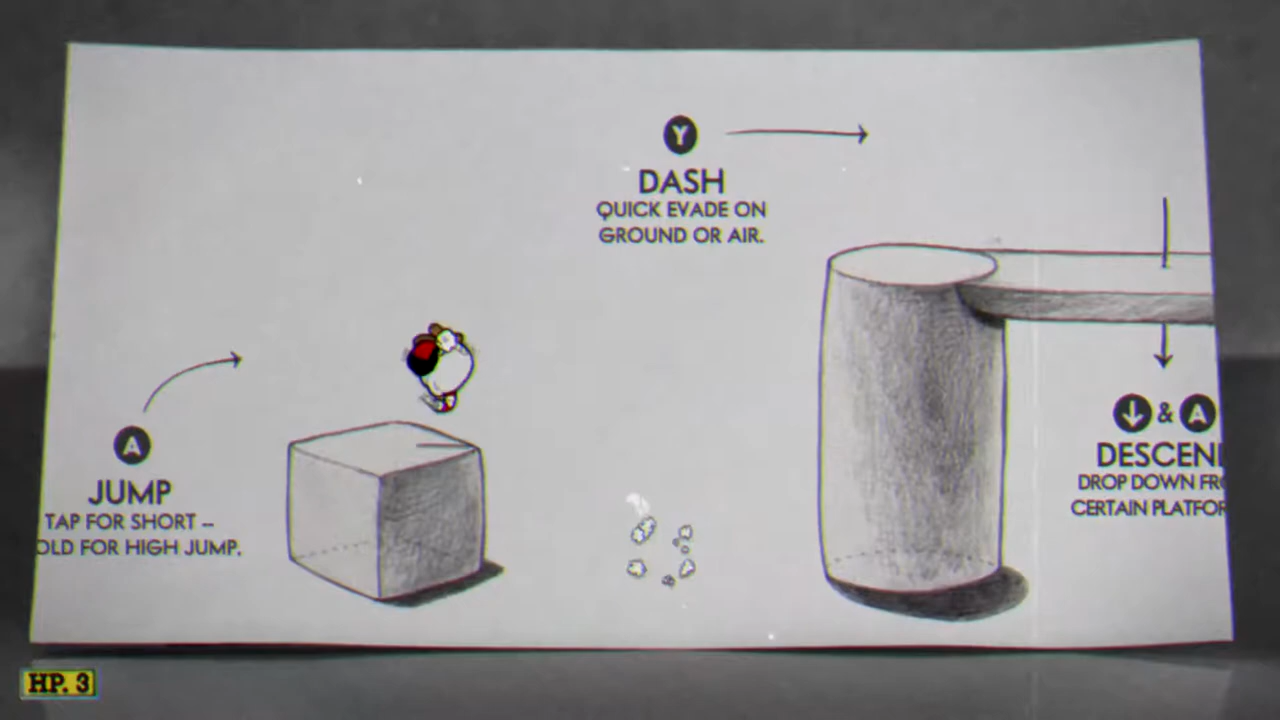 Y
DASH
QUICK EVADE ON
GROUND OR AIR.
A
JUMP
TAP FOR SHORT –
OLD FOR HIGH JUMP.
↓ & A
DESCEN
DROP DOWN FR
CERTAIN PLATFOR
HP. 3